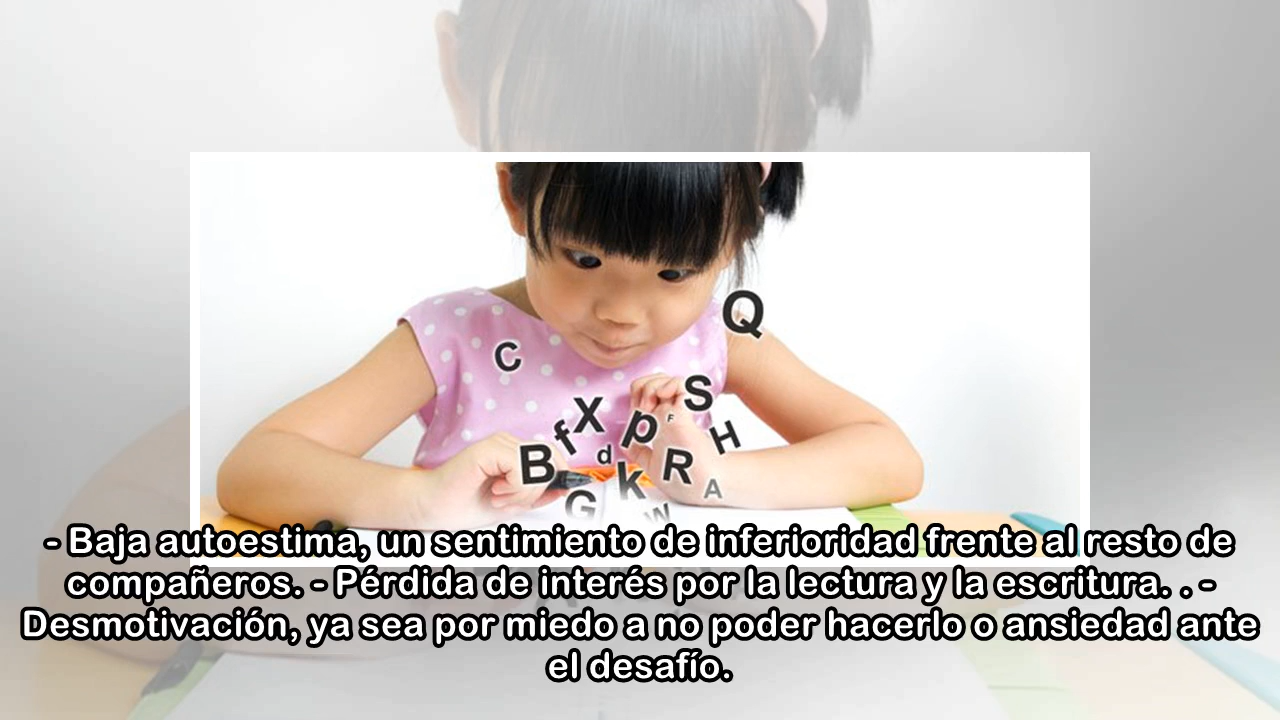 Q
C
S
X
p
F
f
H
B
d
R
k
A
G
W
- Baja autoestima, un sentimiento de inferioridad frente al resto de
compañeros. - Pérdida de interés por la lectura y la escritura. . -
Desmotivación, ya sea por miedo a no poder hacerlo o ansiedad ante
el desafío.